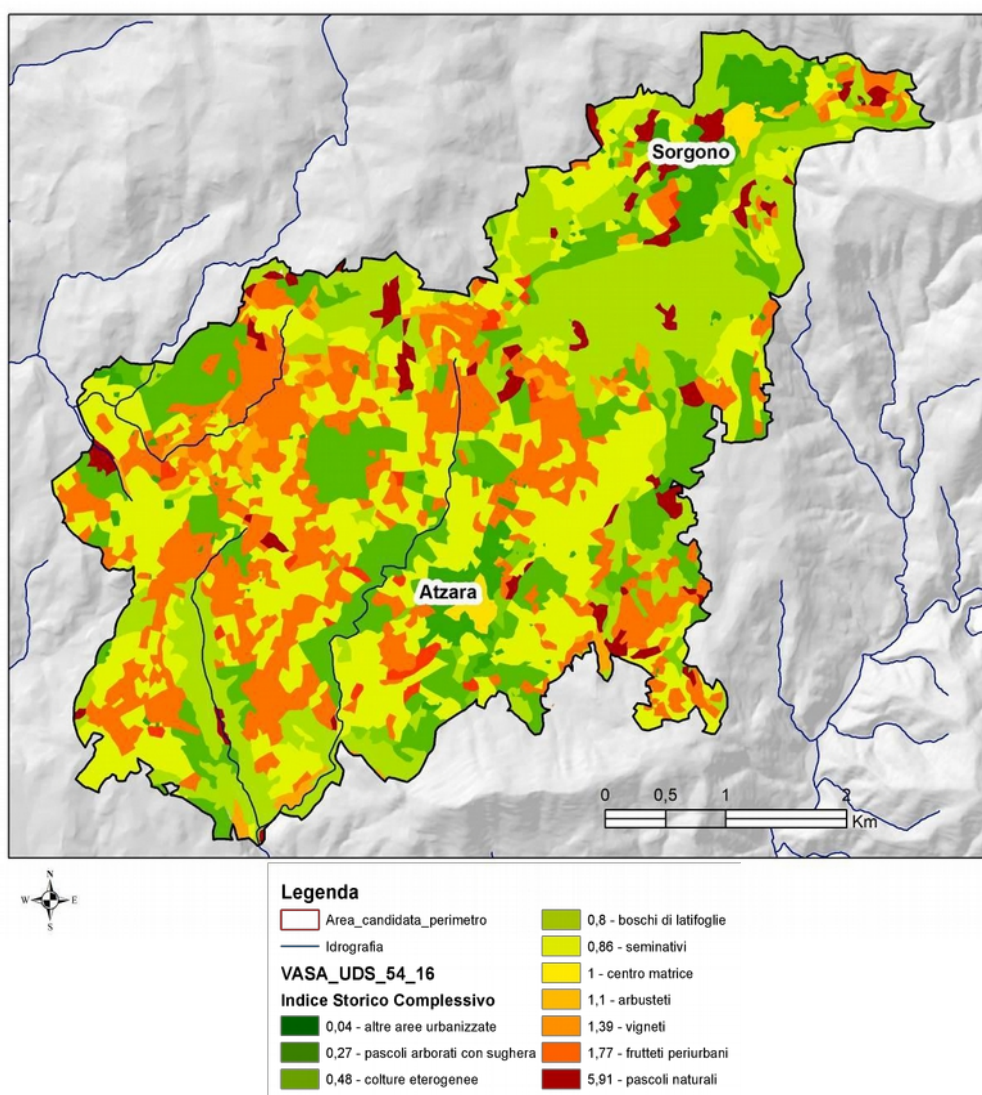 Sorgono
Atzara
0 0,5 1 2
Km
N
W E
S
Legenda
Area_candidata_perimetro
Idrografia
VASA_UDS_54_16
Indice Storico Complessivo
0,04 - altre aree urbanizzate
0,27 - pascoli arborati con sughera
0,48 - colture eterogenee
0,8 - boschi di latifoglie
0,86 - seminativi
1 - centro matrice
1,1 - arbusteti
1,39 - vigneti
1,77 - frutteti periurbani
5,91 - pascoli naturali